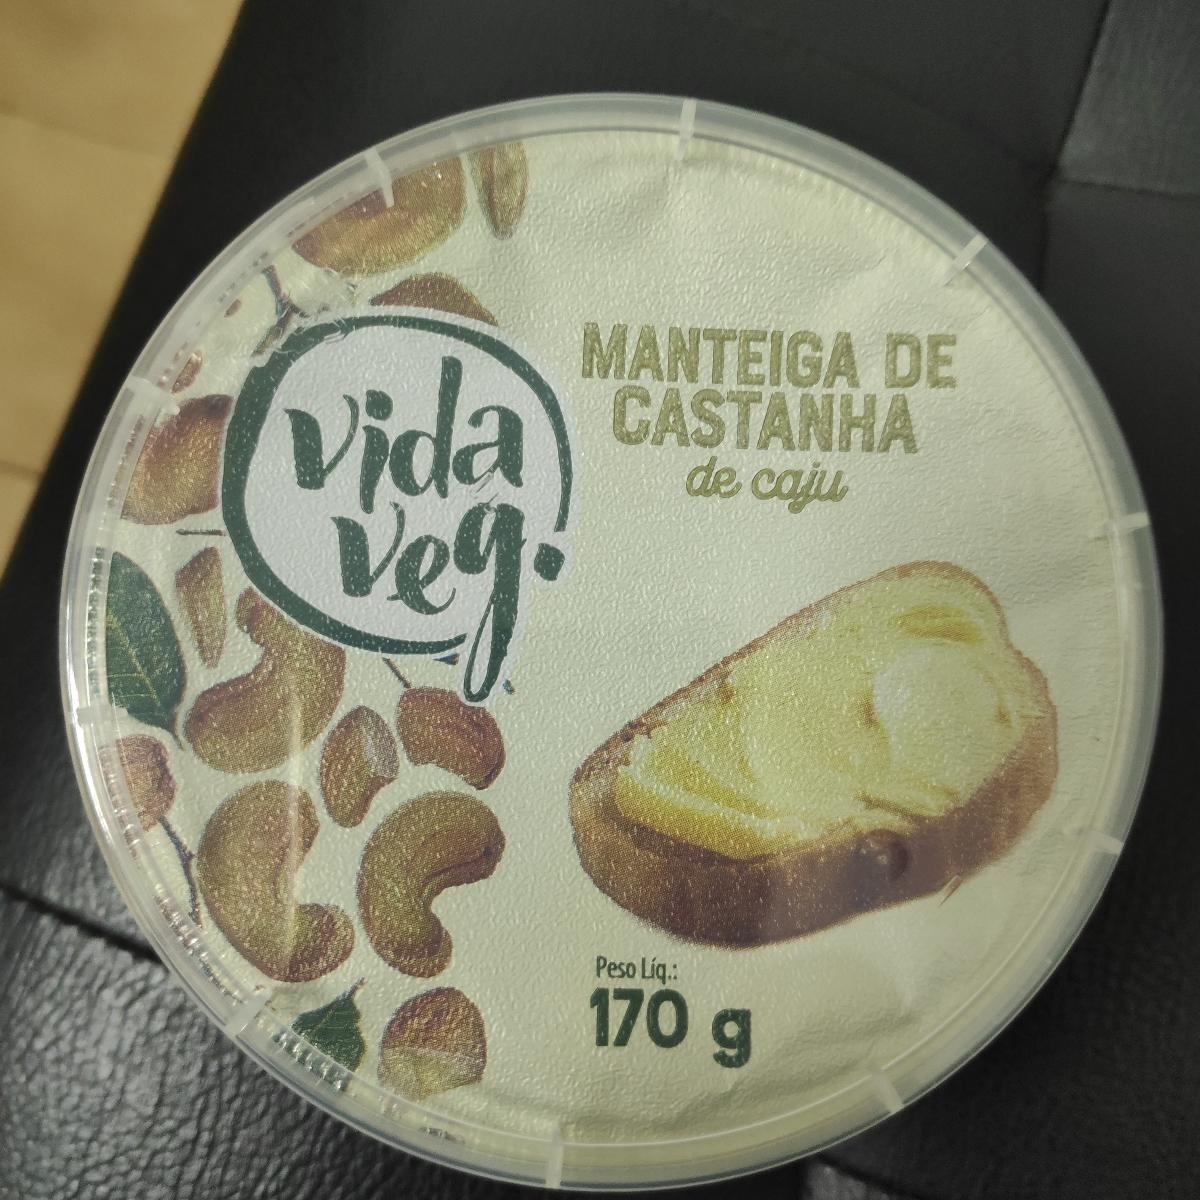 vida
veg.
MANTEIGA DE
CASTANHA
de caju
Peso Líq.:
170 g